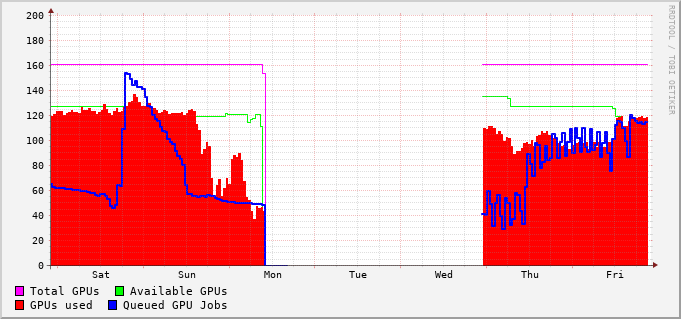 200
180
160
140
120
100
80
60
40
20
0
Sat Sun Mon Tue Wed Thu Fri
Total GPUs Available GPUs
GPUs used Queued GPU Jobs
RRDTOOL / TOBI OETIKER